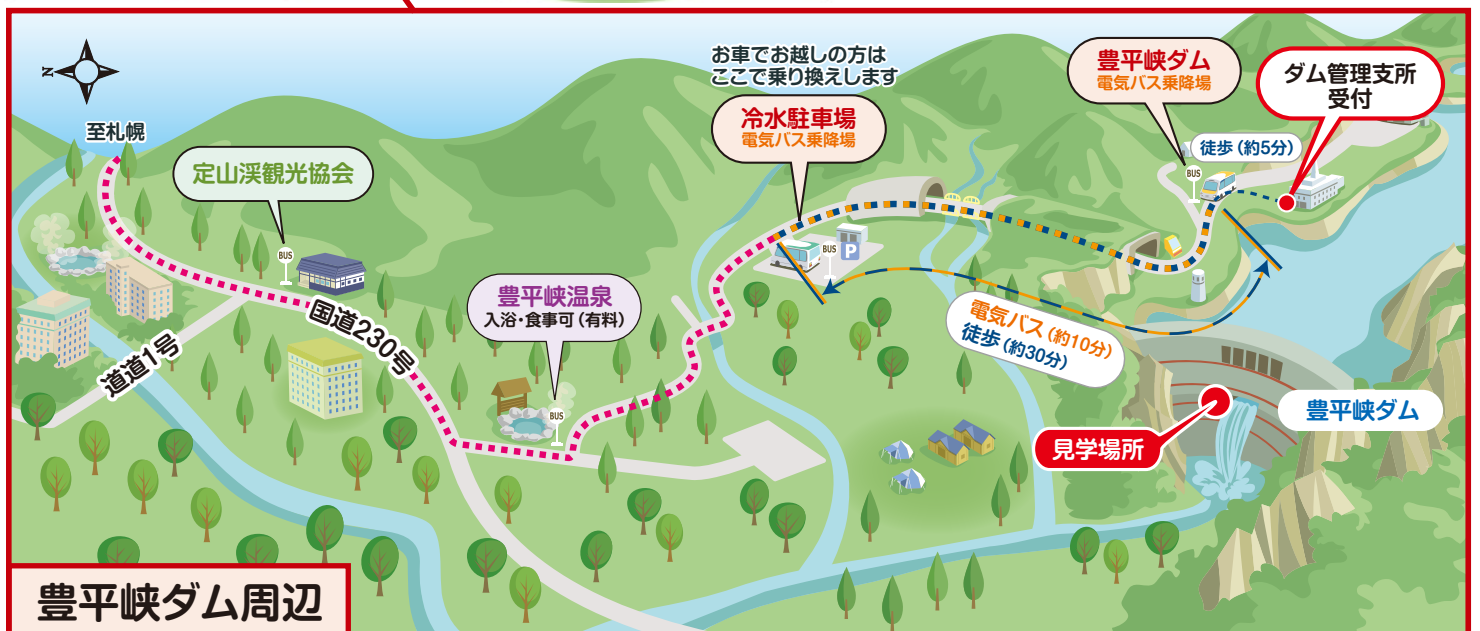 N
至札幌
定山渓観光協会
BUS
道道1号
国道230号
豊平峡温泉
入浴・食事可(有料)
BUS
お車でお越しの方は
ここで乗り換えします
冷水駐車場
電気バス乗降場
BUS
P
豊平峡ダム
電気バス乗降場
BUS
徒歩(約5分)
ダム管理支所
受付
電気バス(約10分)
徒歩(約30分)
見学場所
豊平峡ダム
豊平峡ダム周辺